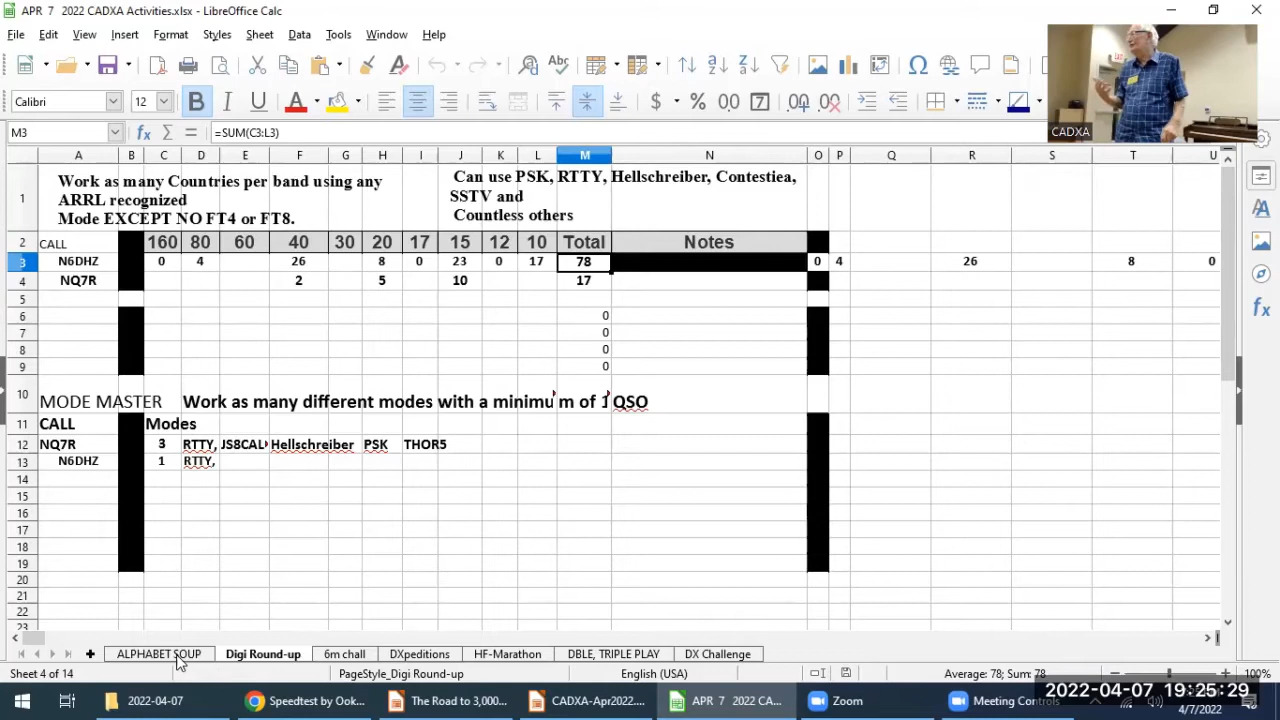 APR 7 2022 CADXA Activities.xlsx - LibreOffice Calc
File Edit View Insert Format Styles Sheet Data Tools Window Help
Calibri 12
CADXA
M3 =SUM(C3:L3)
A B C D E F G H I J K L M N O P Q R S T U
1 Work as many Countries per band using any Can use PSK, RTTY, Hellschreiber, Contestiea,
ARRL recognized SSTV and
Mode EXCEPT NO FT4 or FT8. Countless others
2 CALL 160 80 60 40 30 20 17 15 12 10 Total Notes
3 N6DHZ 0 4 26 8 0 23 0 17 78 0 4 26 8 0
4 NQ7R 2 5 10 17
5
6 0
7 0
8 0
9 0
10 MODE MASTER Work as many different modes with a minimum of 1 QSO
11 CALL Modes
12 NQ7R 3 RTTY, JS8CAL Hellschreiber PSK THOR5
13 N6DHZ 1 RTTY,
14
15
16
17
18
19
20
21
22
23
ALPHABET SOUP Digi Round-up 6m chall DXpeditions HF-Marathon DBLE, TRIPLE PLAY DX Challenge
Sheet 4 of 14 PageStyle_Digi Round-up English (USA) Average: 78; Sum: 78 100%
2022-04-07 Speedtest by Ook... The Road to 3,000... CADXA-Apr2022.... APR 7 2022 CA... Zoom Meeting Controls
2022-04-07 19:25:29
4/7/2022